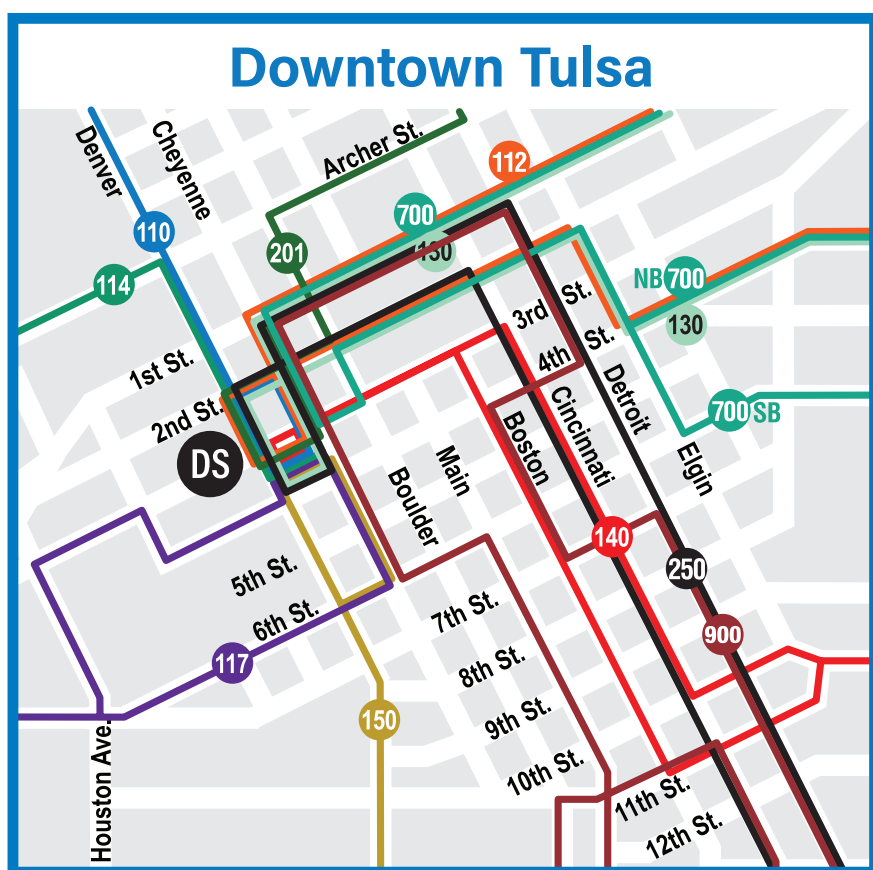 Downtown Tulsa
Denver
Cheyenne
Archer St.
112
700
130
110
201
114
NB 700
130
3rd St.
4th St.
1st St.
2nd St.
DS
Detroit
Cincinnati
Boston
700 SB
Main
Elgin
Boulder
140
250
5th St.
6th St.
7th St.
900
117
8th St.
150
9th St.
10th St.
Houston Ave.
11th St.
12th St.